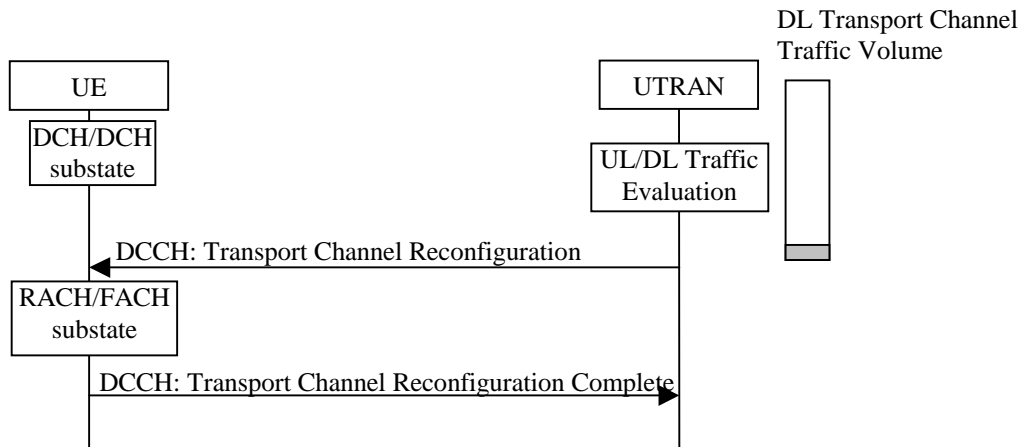 DL Transport Channel
Traffic Volume
UE
UTRAN
DCH/DCH
substate
UL/DL Traffic
Evaluation
DCCH: Transport Channel Reconfiguration
RACH/FACH
substate
DCCH: Transport Channel Reconfiguration Complete